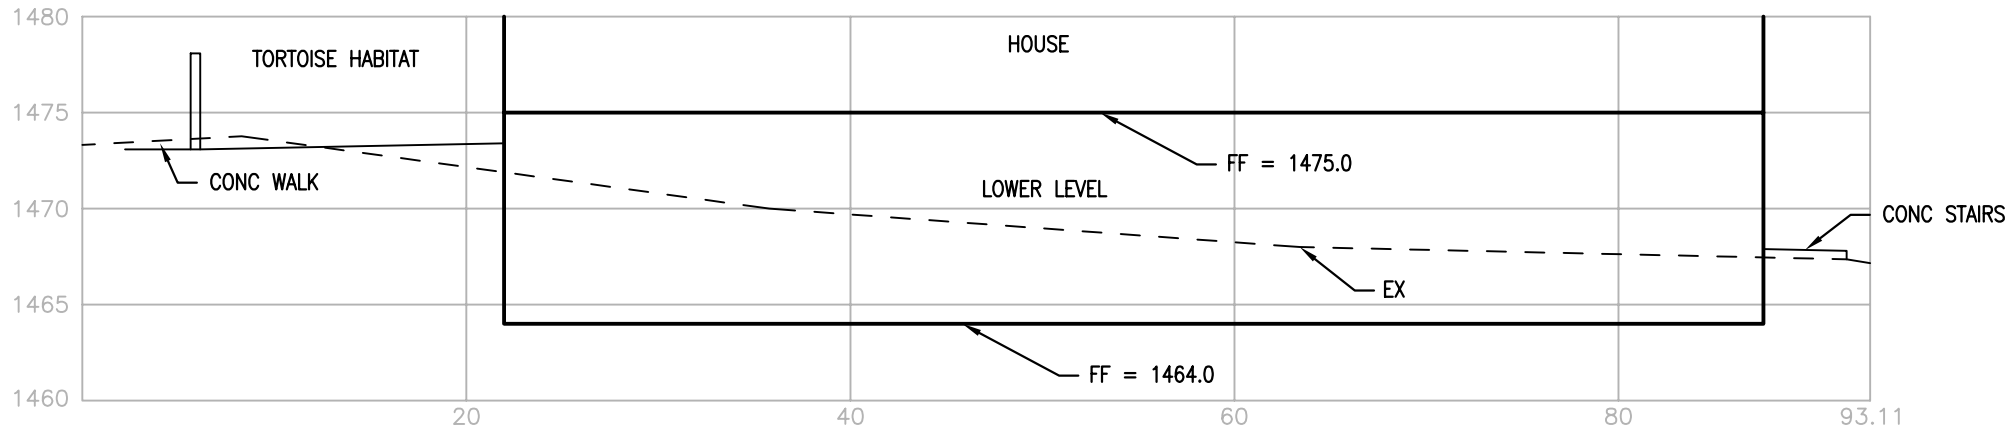 1480
HOUSE
TORTOISE HABITAT
1475
FF = 1475.0
CONC WALK
LOWER LEVEL
1470
CONC STAIRS
EX
1465
FF = 1464.0
1460
20 40 60 80 93.11